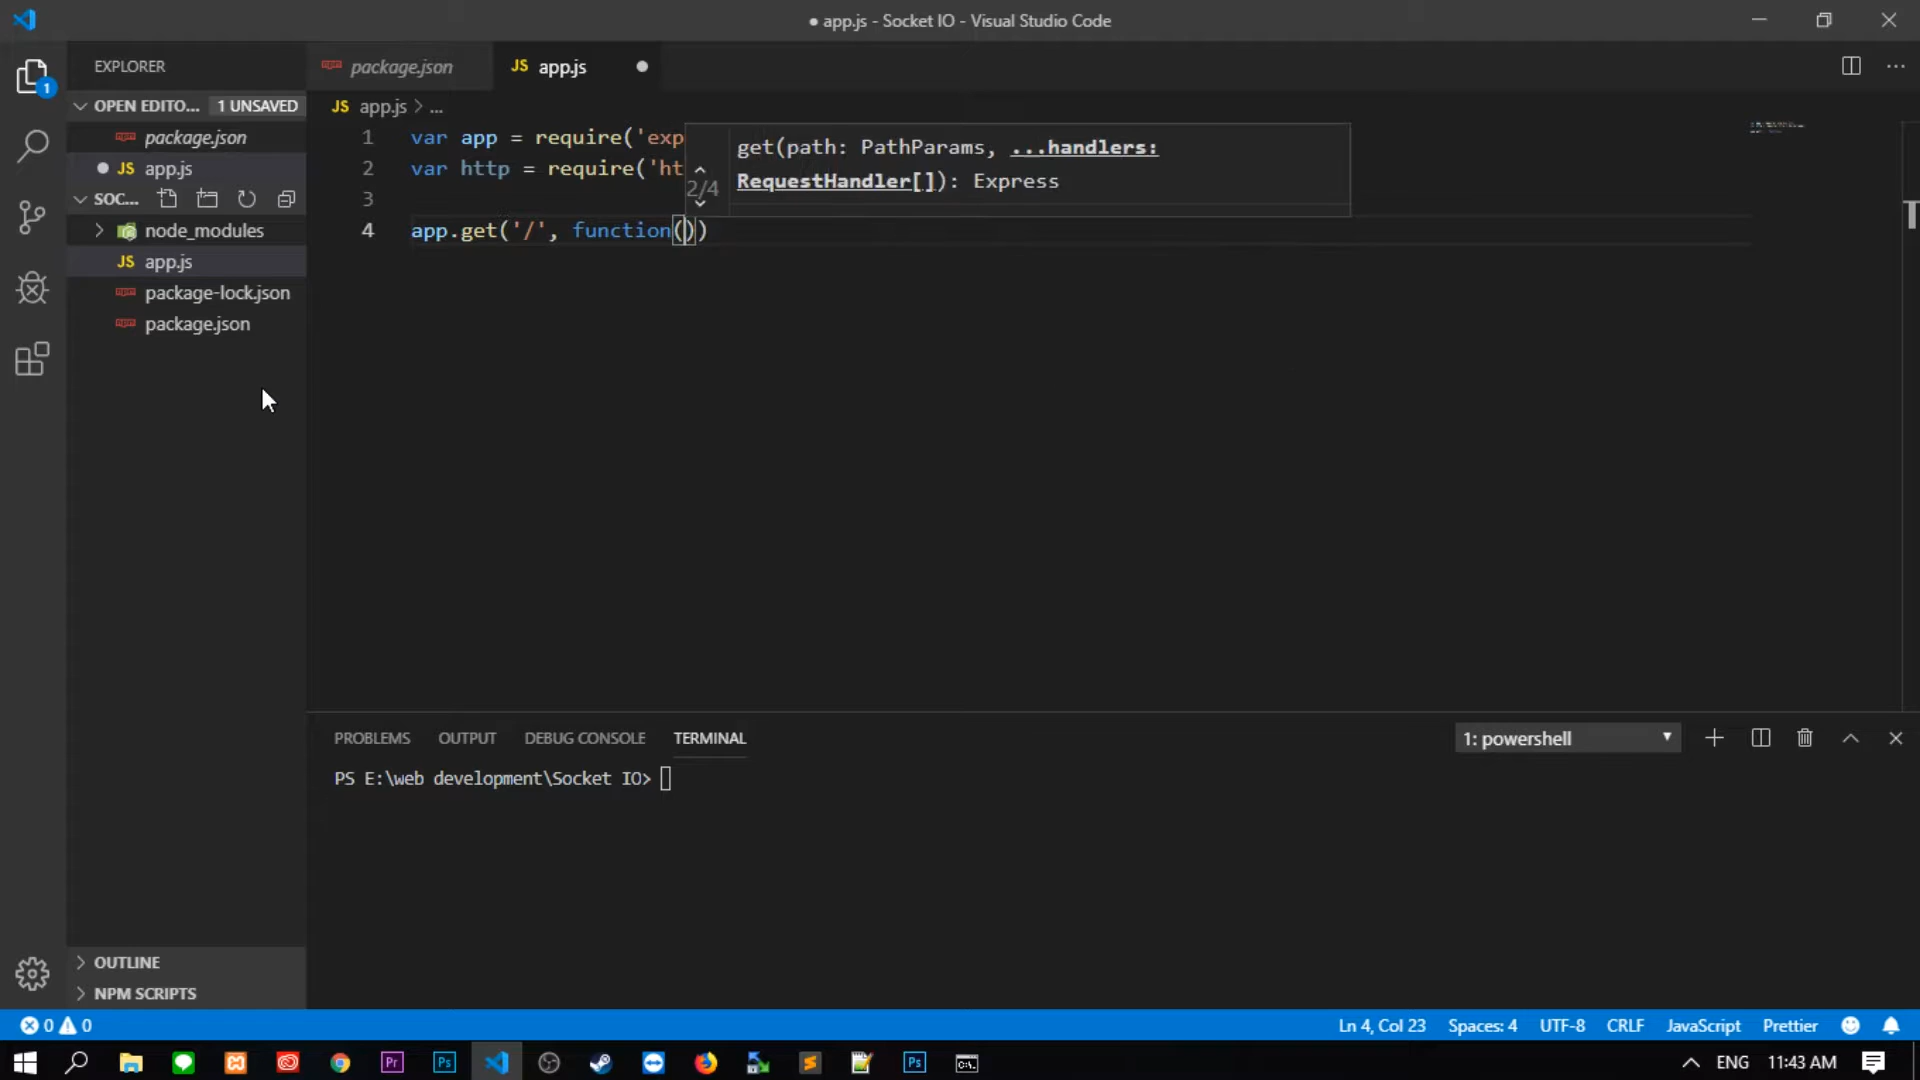 ● app.js - Socket IO - Visual Studio Code
EXPLORER
OPEN EDITO... 1 UNSAVED
package.json
JS app.js
SOC...
node_modules
JS app.js
package-lock.json
package.json
OUTLINE
NPM SCRIPTS
package.json
JS app.js
JS app.js > ...
1 var app = require('exp
2 var http = require('ht
3
4 app.get('/', function())
2/4
get(path: PathParams, ...handlers:
RequestHandler[]): Express
PROBLEMS OUTPUT DEBUG CONSOLE TERMINAL
1: powershell
PS E:\web development\Socket IO>
0 0
Ln 4, Col 23 Spaces: 4 UTF-8 CRLF JavaScript Prettier
Pr Ps Ps
ENG 11:43 AM